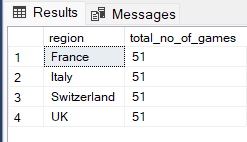 Results Messages
region total_no_of_games
1 France 51
2 Italy 51
3 Switzerland 51
4 UK 51